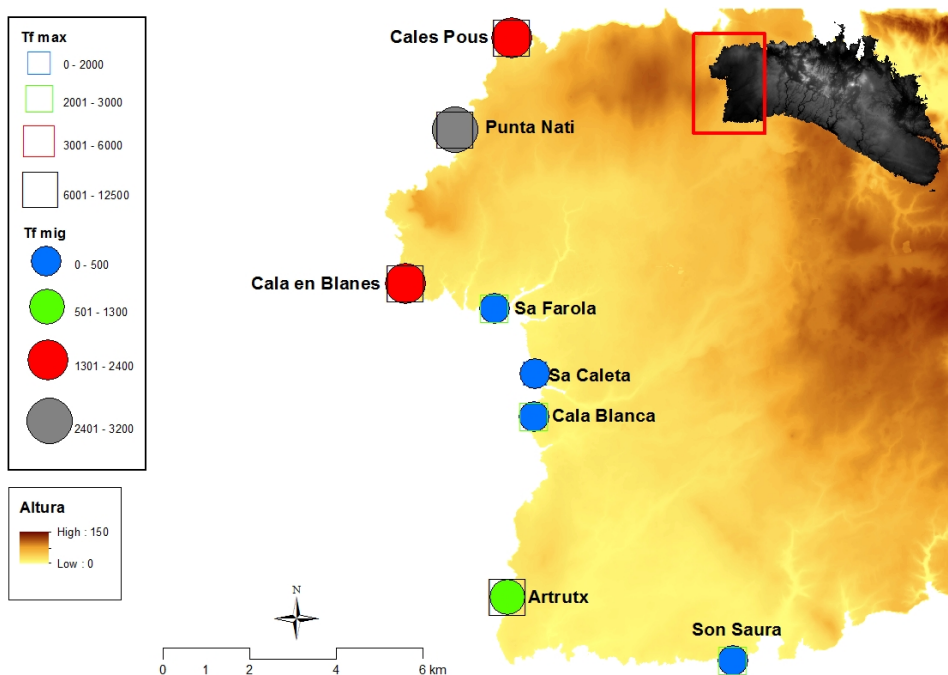 Tf max
0 - 2000
2001 - 3000
3001 - 6000
6001 - 12500
Tf mig
0 - 500
501 - 1300
1301 - 2400
2401 - 3200
Altura
High : 150
Low : 0
Cales Pous
Punta Nati
Cala en Blanes
Sa Farola
Sa Caleta
Cala Blanca
Artrutx
Son Saura
N
0 1 2 4 6 km